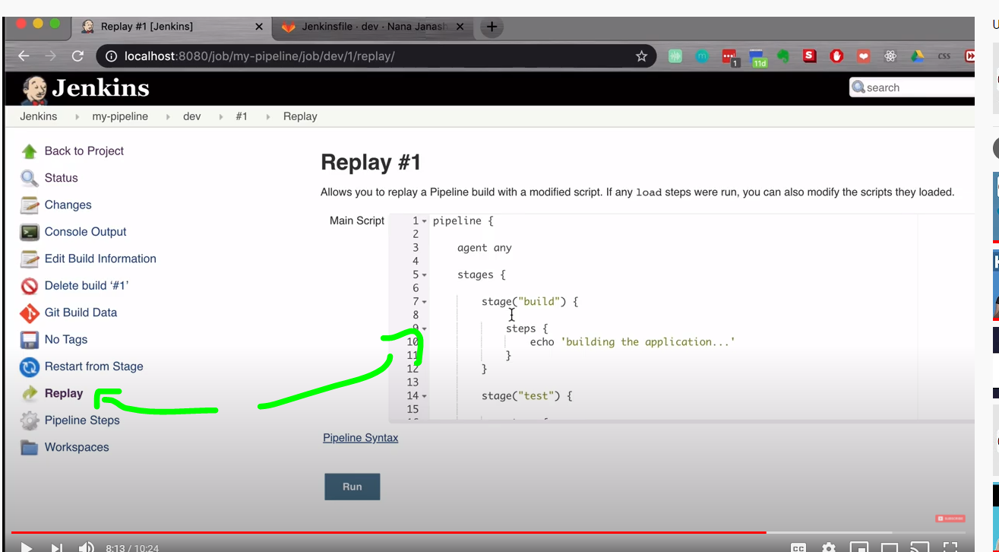 Replay #1 [Jenkins]
Jenkinsfile · dev · Nana Janash
localhost:8080/job/my-pipeline/job/dev/1/replay/
1
11d
S
css
Jenkins
search
Jenkins
my-pipeline
dev
#1
Replay
Back to Project
Status
Changes
Console Output
Edit Build Information
Delete build ‘#1’
Git Build Data
No Tags
Restart from Stage
Replay
Pipeline Steps
Workspaces
Replay #1
Allows you to replay a Pipeline build with a modified script. If any load steps were run, you can also modify the scripts they loaded.
Main Script
1 pipeline {
2
3 agent any
4
5 stages {
6
7 stage("build") {
8
9 steps {
10 echo 'building the application...'
11 }
12 }
13
14 stage("test") {
15
Pipeline Syntax
Run
8:13 / 10:24
CC